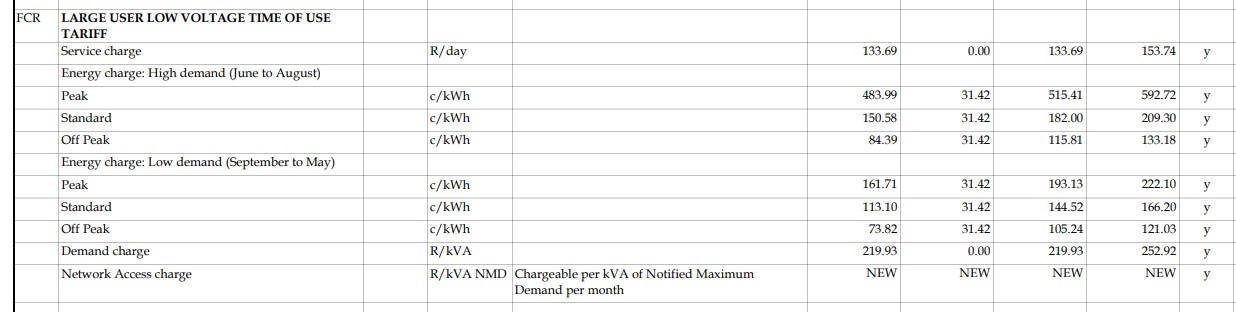 FCR LARGE USER LOW VOLTAGE TIME OF USE
TARIFF
Service charge R/day 133.69 0.00 133.69 153.74 y
Energy charge: High demand (June to August)
Peak c/kWh 483.99 31.42 515.41 592.72 y
Standard c/kWh 150.58 31.42 182.00 209.30 y
Off Peak c/kWh 84.39 31.42 115.81 133.18 y
Energy charge: Low demand (September to May)
Peak c/kWh 161.71 31.42 193.13 222.10 y
Standard c/kWh 113.10 31.42 144.52 166.20 y
Off Peak c/kWh 73.82 31.42 105.24 121.03 y
Demand charge R/kVA 219.93 0.00 219.93 252.92 y
Network Access charge R/kVA NMD Chargeable per kVA of Notified Maximum NEW NEW NEW NEW y
Demand per month